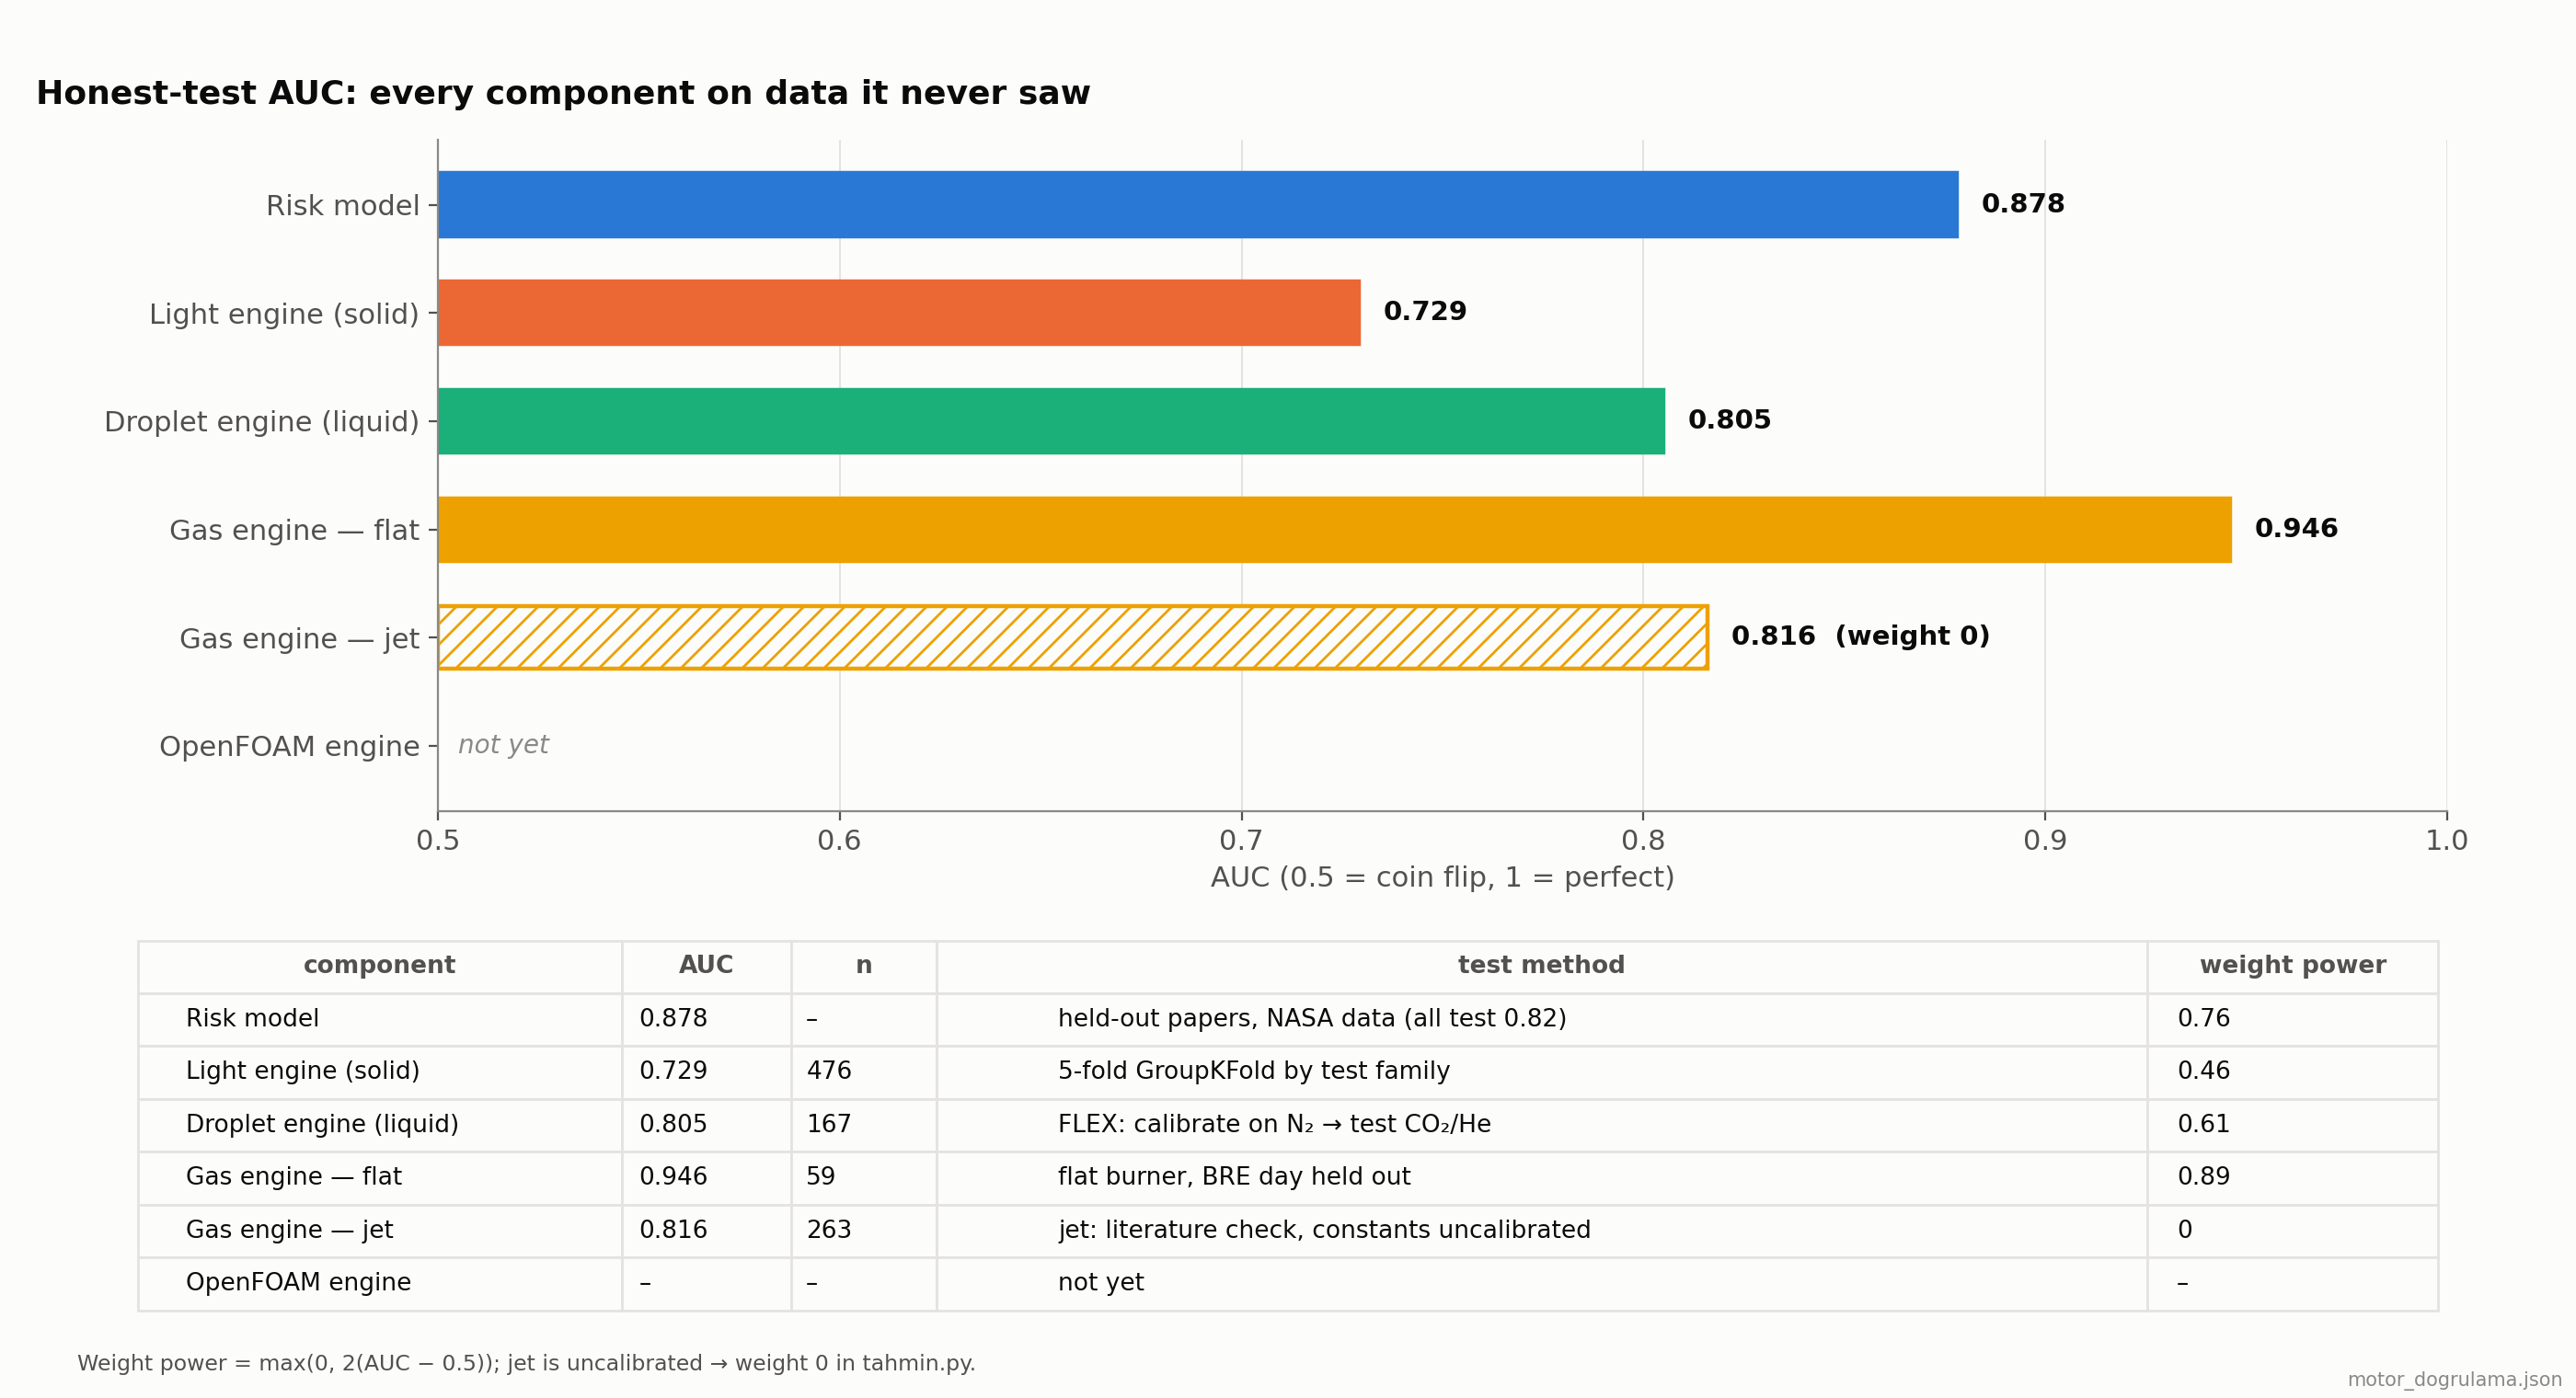 Honest-test AUC: every component on data it never saw
Risk model
0.878
Light engine (solid)
0.729
Droplet engine (liquid)
0.805
Gas engine — flat
0.946
Gas engine — jet
0.816 (weight 0)
OpenFOAM engine
not yet
0.5 0.6 0.7 0.8 0.9 1.0
AUC (0.5 = coin flip, 1 = perfect)
component AUC n test method weight power
Risk model 0.878 – held-out papers, NASA data (all test 0.82) 0.76
Light engine (solid) 0.729 476 5-fold GroupKFold by test family 0.46
Droplet engine (liquid) 0.805 167 FLEX: calibrate on N₂ → test CO₂/He 0.61
Gas engine — flat 0.946 59 flat burner, BRE day held out 0.89
Gas engine — jet 0.816 263 jet: literature check, constants uncalibrated 0
OpenFOAM engine – – not yet –
Weight power = max(0, 2(AUC − 0.5)); jet is uncalibrated → weight 0 in tahmin.py.
motor_dogrulama.json